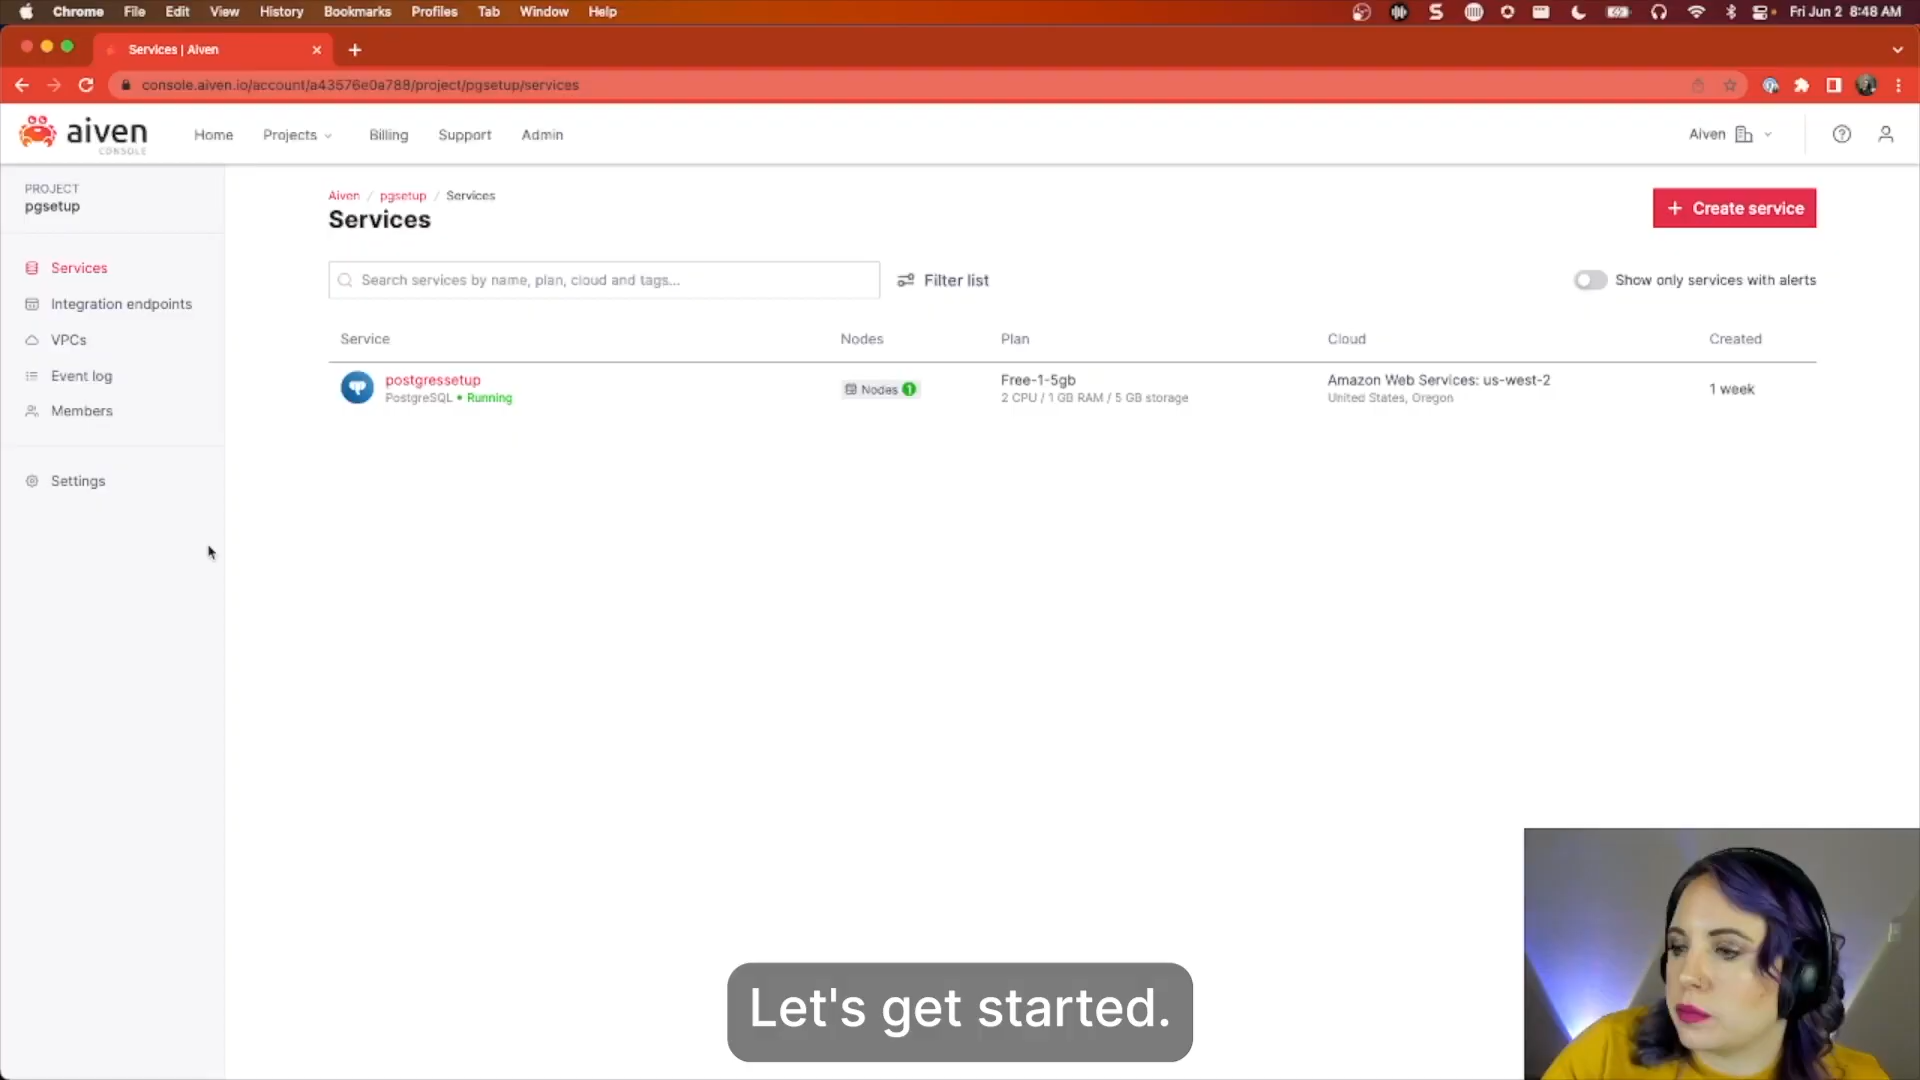 Chrome File Edit View History Bookmarks Profiles Tab Window Help Fri Jun 2 8:48 AM
Services | Aiven
console.aiven.io/account/a43576e0a788/project/pgsetup/services
aiven
CONSOLE
Home Projects Billing Support Admin Aiven
PROJECT
pgsetup
Services
Integration endpoints
VPCs
Event log
Members
Settings
Aiven / pgsetup / Services
Services
+ Create service
Search services by name, plan, cloud and tags...
Filter list
Show only services with alerts
Service Nodes Plan Cloud Created
postgressetup
PostgreSQL • Running
Nodes 1
Free-1-5gb
2 CPU / 1 GB RAM / 5 GB storage
Amazon Web Services: us-west-2
United States, Oregon
1 week
Let's get started.